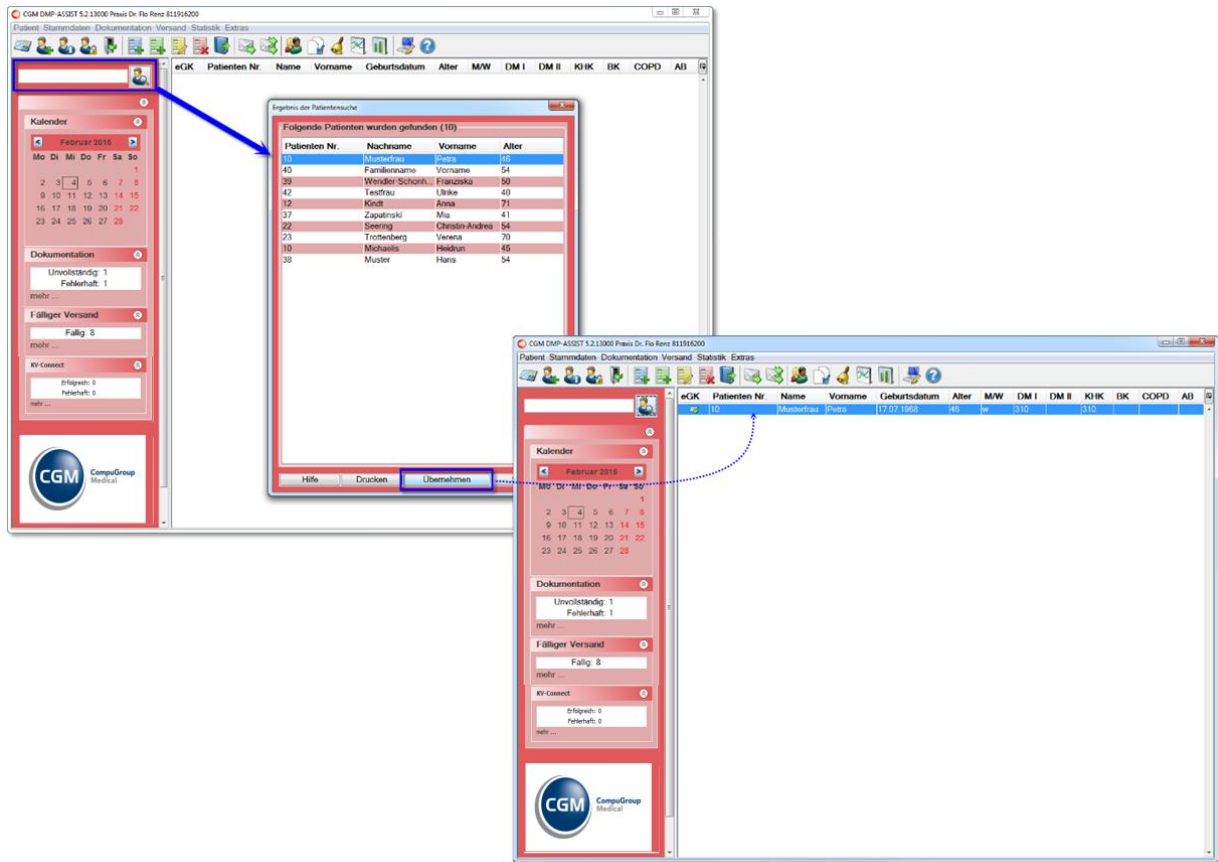 CGM DMP-ASSIST 5.2.13000 Praxis Dr. Flo Renz 811916200
Patient Stammdaten Dokumentation Versand Statistik Extras
eGK Patienten Nr. Name Vorname Geburtsdatum Alter M/W DM I DM II KHK BK COPD AB
Kalender
Februar 2015
Mo Di Mi Do Fr Sa So
1
2 3 4 5 6 7 8
9 10 11 12 13 14 15
16 17 18 19 20 21 22
23 24 25 26 27 28
Dokumentation
Unvollständig: 1
Fehlerhaft: 1
mehr ...
Fälliger Versand
Fällig: 8
mehr ...
KV-Connect
Erfolgreich: 0
Fehlerhaft: 0
mehr ...
CGM CompuGroup
Medical
Ergebnis der Patientensuche
Folgende Patienten wurden gefunden (10)
Patienten Nr. Nachname Vorname Alter
10 Musterfrau Petra 46
40 Familienname Vorname 54
39 Wendler-Schonh... Franziska 50
42 Testfrau Ulrike 40
12 Kindt Anna 71
37 Zapatinski Mia 41
22 Seering Christin-Andrea 54
23 Trottenberg Verena 70
10 Michaelis Heidrun 45
38 Muster Hans 54
Hilfe Drucken Übernehmen
CGM DMP-ASSIST 5.2.13000 Praxis Dr. Flo Renz 811916200
Patient Stammdaten Dokumentation Versand Statistik Extras
eGK Patienten Nr. Name Vorname Geburtsdatum Alter M/W DM I DM II KHK BK COPD AB
10 Musterfrau Petra 17.07.1968 46 w 310 310
Kalender
Februar 2015
Mo Di Mi Do Fr Sa So
1
2 3 4 5 6 7 8
9 10 11 12 13 14 15
16 17 18 19 20 21 22
23 24 25 26 27 28
Dokumentation
Unvollständig: 1
Fehlerhaft: 1
mehr ...
Fälliger Versand
Fällig: 8
mehr ...
KV-Connect
Erfolgreich: 0
Fehlerhaft: 0
mehr ...
CGM CompuGroup
Medical